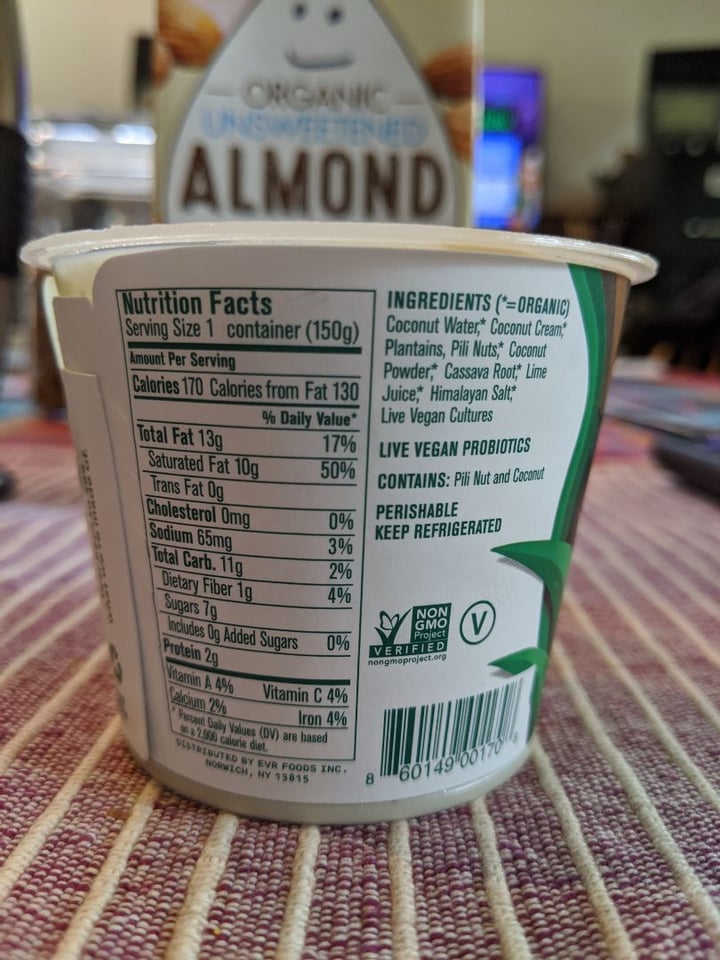 ORGANIC
UNSWEETENED
ALMOND
Nutrition Facts
Serving Size 1 container (150g)
Amount Per Serving
Calories 170 Calories from Fat 130
% Daily Value*
Total Fat 13g 17%
Saturated Fat 10g 50%
Trans Fat 0g
Cholesterol 0mg 0%
Sodium 65mg 3%
Total Carb. 11g 2%
Dietary Fiber 1g 4%
Sugars 7g
Includes 0g Added Sugars 0%
Protein 2g
Vitamin A 4% Vitamin C 4%
Calcium 2% Iron 4%
* Percent Daily Values (DV) are based
on a 2,000 calorie diet.
DISTRIBUTED BY EVR FOODS INC.
NORWICH, NY 13815
INGREDIENTS (*=ORGANIC)
Coconut Water,* Coconut Cream,*
Plantains, Pili Nuts,* Coconut
Powder,* Cassava Root,* Lime
Juice,* Himalayan Salt,*
Live Vegan Cultures
LIVE VEGAN PROBIOTICS
CONTAINS: Pili Nut and Coconut
PERISHABLE
KEEP REFRIGERATED
NON
GMO
Project
VERIFIED
nongmoproject.org
V
8 60149 00170 8